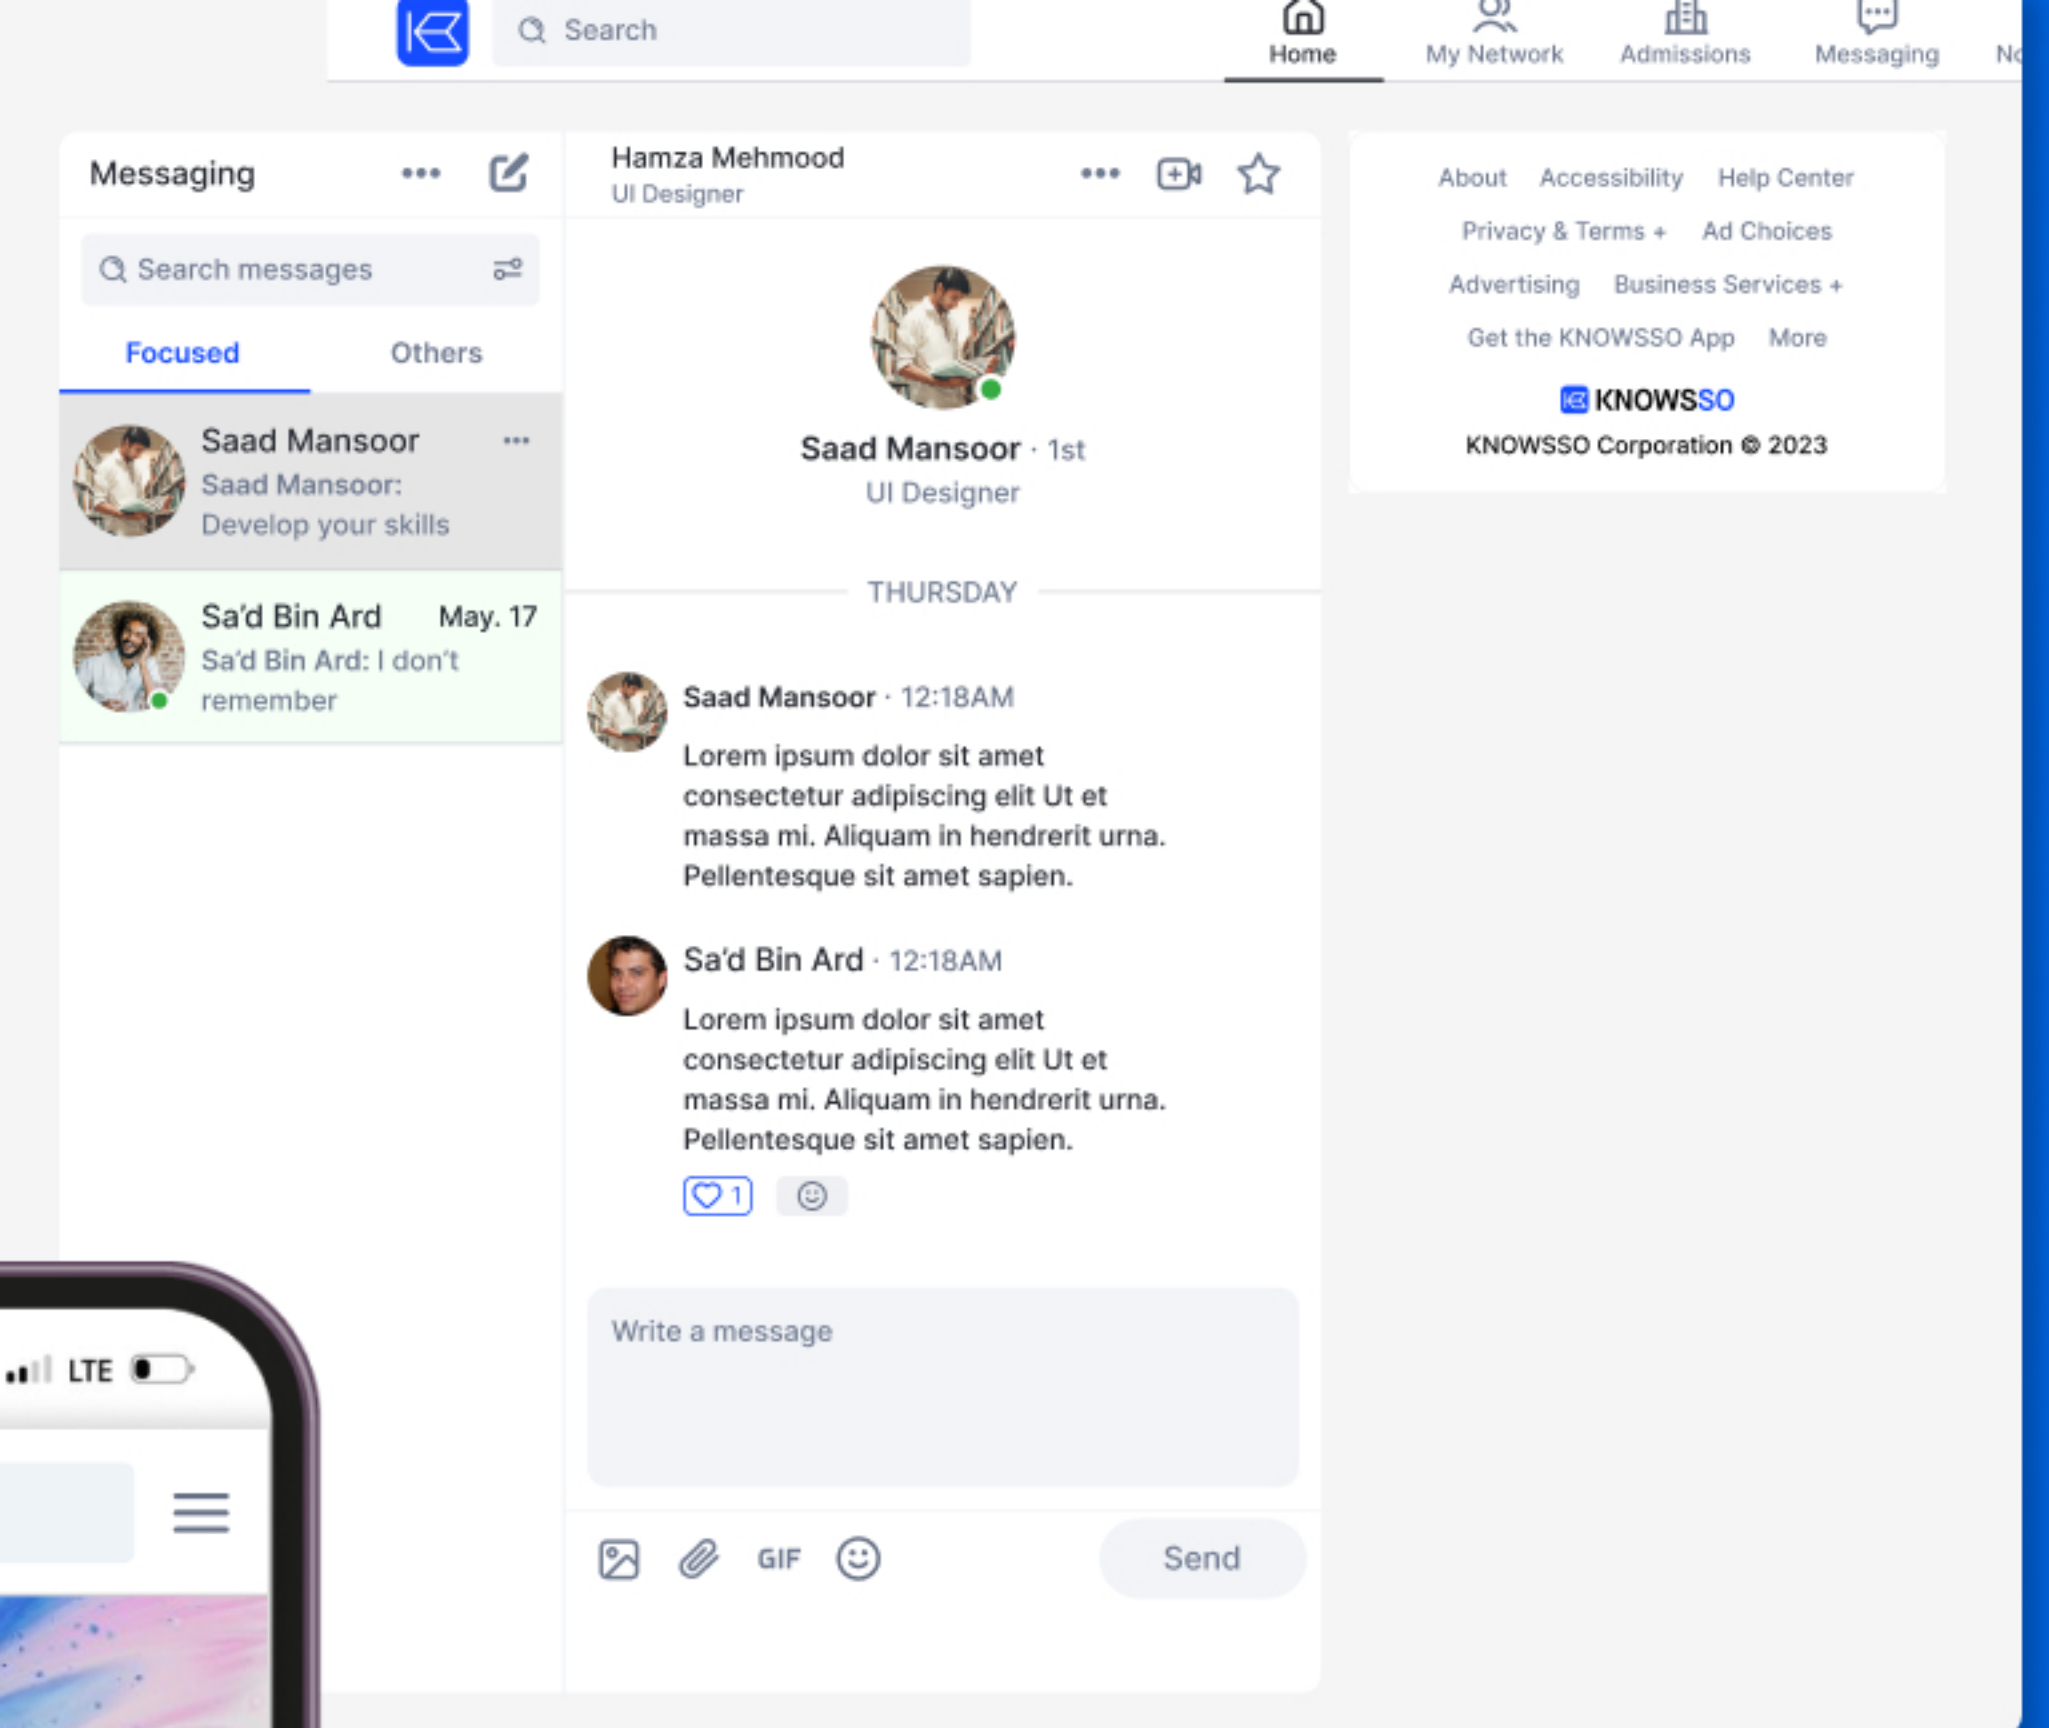 Search
Home
My Network
Admissions
Messaging
Messaging
Search messages
Focused
Others
Saad Mansoor
Saad Mansoor:
Develop your skills
Sa’d Bin Ard May. 17
Sa’d Bin Ard: I don’t
remember
Hamza Mehmood
UI Designer
Saad Mansoor · 1st
UI Designer
THURSDAY
Saad Mansoor · 12:18AM
Lorem ipsum dolor sit amet
consectetur adipiscing elit Ut et
massa mi. Aliquam in hendrerit urna.
Pellentesque sit amet sapien.
Sa’d Bin Ard · 12:18AM
Lorem ipsum dolor sit amet
consectetur adipiscing elit Ut et
massa mi. Aliquam in hendrerit urna.
Pellentesque sit amet sapien.
1
Write a message
GIF
Send
About Accessibility Help Center
Privacy & Terms + Ad Choices
Advertising Business Services +
Get the KNOWSSO App More
KNOWSSO
KNOWSSO Corporation © 2023
LTE